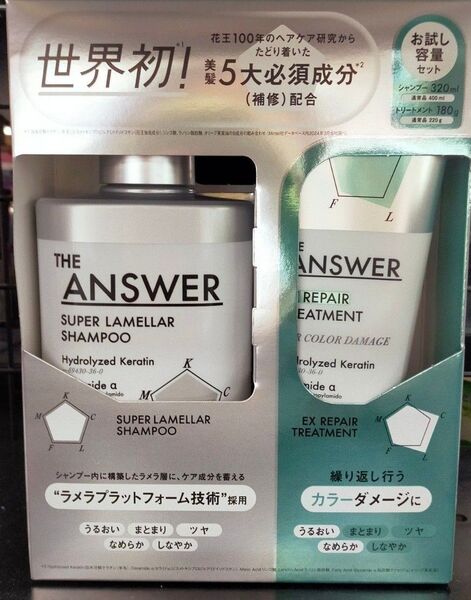 世界初!※1
花王100年のヘアケア研究から
たどり着いた
美髪5大必須成分※2
(補修)配合
お試し
容量
セット
シャンプー 320ml
通常品 400ml
トリートメント 180g
通常品 220g
THE
ANSWER
SUPER LAMELLAR
SHAMPOO
Hydrolyzed Keratin
69430-36-0
K
C
M
F
L
ANSWER
REPAIR
TREATMENT
COLOR DAMAGE
K
C
M
F
L
SUPER LAMELLAR
SHAMPOO
EX REPAIR
TREATMENT
K
C
M
F
L
シャンプー内に構築したラメラ層に、ケア成分を蓄える
"ラメラプラットフォーム技術"採用
うるおい まとまり ツヤ
なめらか しなやか
繰り返し行う
カラーダメージに
うるおい まとまり ツヤ
なめらか しなやか